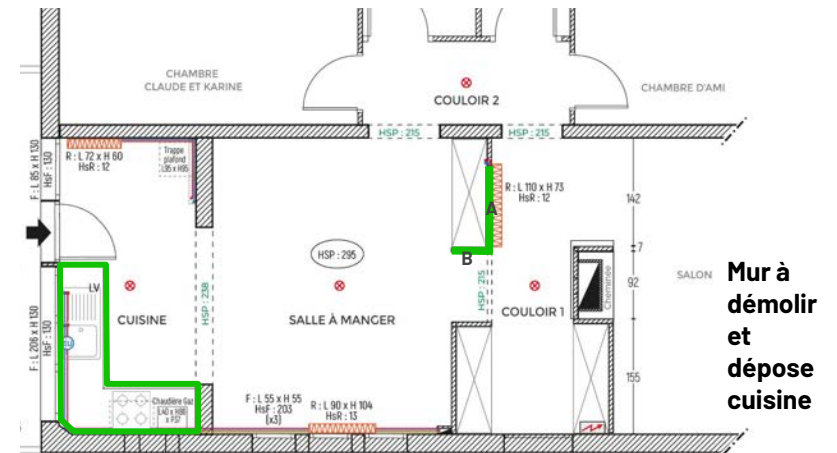 CHAMBRE
CLAUDE ET KARINE
COULOIR 2
CHAMBRE D'AMI
HSP : 215
HSP : 215
F : L 85 x H 130
HsF : 130
R : L 72 x H 60
HsR : 12
Trappe
plafond
L95 x H95
R : L 110 x H 73
HsR : 12
A
B
142
7
92
155
HSP : 295
HSP : 238
HSP : 215
LV
CUISINE
SALLE À MANGER
COULOIR 1
Cheminée
SALON
F : L 206 x H 130
HsF : 130
Chaudière Gaz
L40 x H86
x P37
F : L 55 x H 55
HsF : 203
(x3)
R : L 90 x H 104
HsR : 13
Mur à
démolir
et
dépose
cuisine